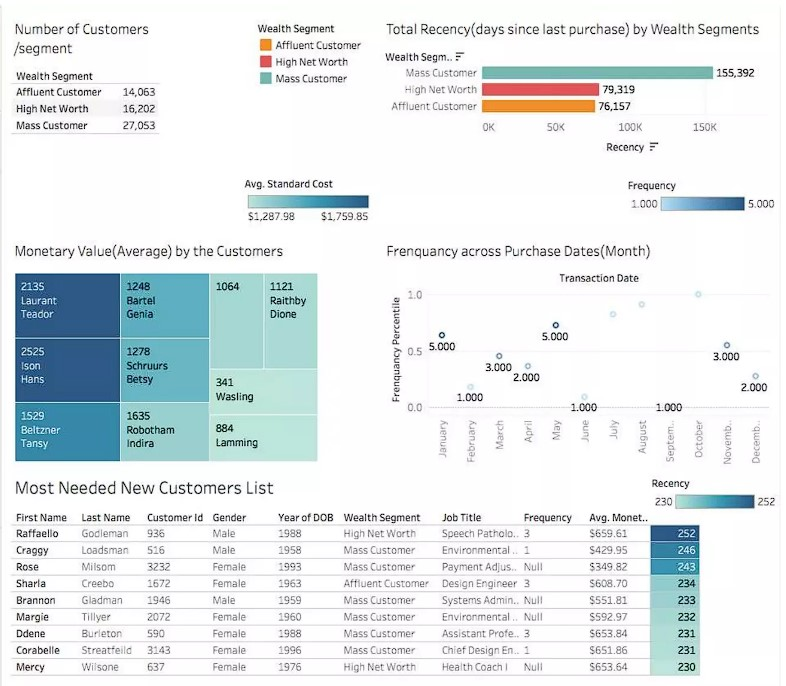 Number of Customers
/segment
Wealth Segment
Affluent Customer 14,063
High Net Worth 16,202
Mass Customer 27,053
Wealth Segment
Affluent Customer
High Net Worth
Mass Customer
Total Recency(days since last purchase) by Wealth Segments
Wealth Segm..
Mass Customer 155,392
High Net Worth 79,319
Affluent Customer 76,157
0K 50K 100K 150K
Recency
Avg. Standard Cost
$1,287.98 $1,759.85
Frequency
1.000 5.000
Monetary Value(Average) by the Customers
2135
Laurant
Teador
2525
Ison
Hans
1529
Beltzner
Tansy
1248
Bartel
Genia
1278
Schruurs
Betsy
1635
Robotham
Indira
1064
1121
Raithby
Dione
341
Wasling
884
Lamming
Frenquancy across Purchase Dates(Month)
Transaction Date
Frenquancy Percentile
1.0
0.5
0.0
5.000
1.000
3.000
2.000
5.000
1.000
1.000
3.000
2.000
January
February
March
April
May
June
July
August
Septem..
October
Novemb..
Decemb..
Most Needed New Customers List
Recency
230 252
First Name Last Name Customer Id Gender Year of DOB Wealth Segment Job Title Frequency Avg. Monet..
Raffaello Godleman 936 Male 1988 High Net Worth Speech Patholo.. 3 $659.61 252
Craggy Loadsman 516 Male 1958 Mass Customer Environmental .. 1 $429.95 246
Rose Milsom 3232 Female 1993 Mass Customer Payment Adjus.. Null $349.82 243
Sharla Creebo 1672 Female 1963 Affluent Customer Design Engineer 3 $608.70 234
Brannon Gladman 1946 Male 1959 Mass Customer Systems Admin.. Null $551.81 233
Margie Tillyer 2072 Female 1960 Mass Customer Environmental .. Null $592.97 232
Ddene Burleton 590 Female 1988 Mass Customer Assistant Profe.. 3 $653.84 231
Corabelle Streatfeild 3143 Female 1996 Mass Customer Chief Design En.. 1 $651.86 231
Mercy Wilsone 637 Female 1976 High Net Worth Health Coach I Null $653.64 230